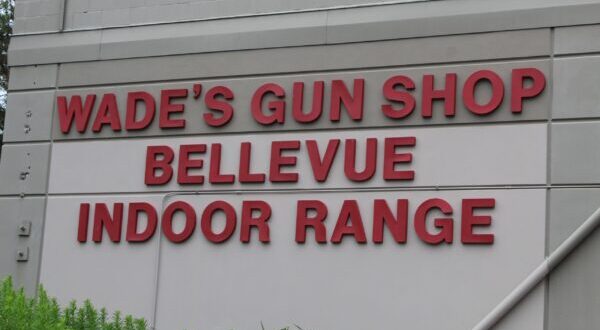 WADE'S GUN SHOP
BELLEVUE
INDOOR RANGE